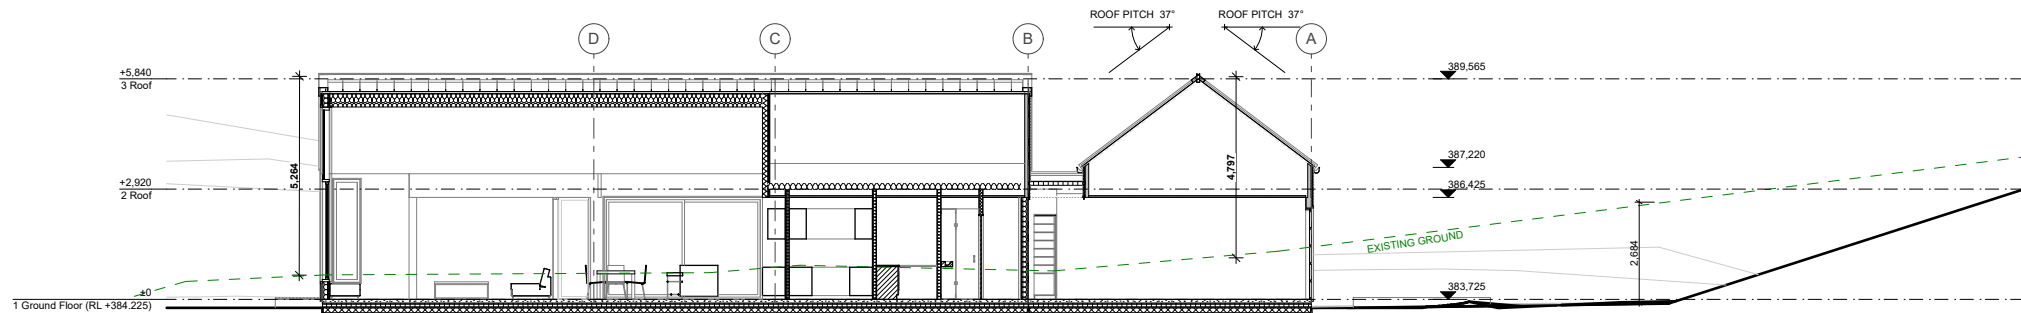 ROOF PITCH 37°
ROOF PITCH 37°
D
C
B
A
+5,840
3 Roof
389,565
5,264
4,797
387,220
+2,920
2 Roof
386,425
EXISTING GROUND
2,684
±0
1 Ground Floor (RL +384.225)
383,725